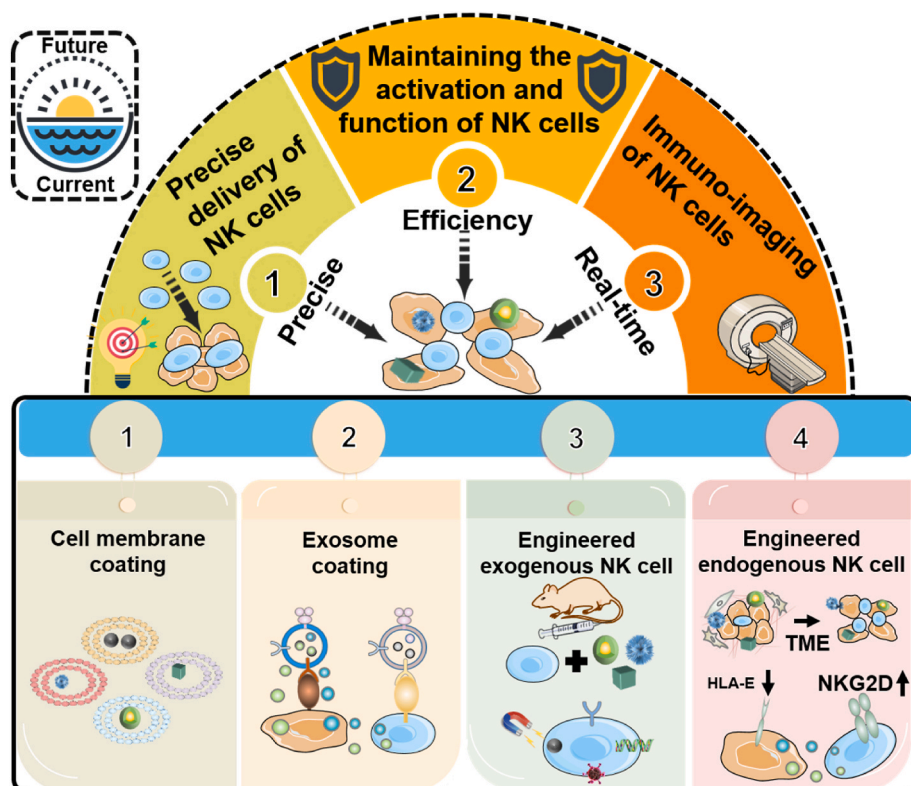 Future
Current
Precise
delivery of
NK cells
1
Precise
Maintaining the
activation and
function of NK cells
2
Efficiency
Immuno-imaging
of NK cells
3
Real-time
1
Cell membrane
coating
2
Exosome
coating
3
Engineered
exogenous NK cell
4
Engineered
endogenous NK cell
TME
HLA-E
NKG2D